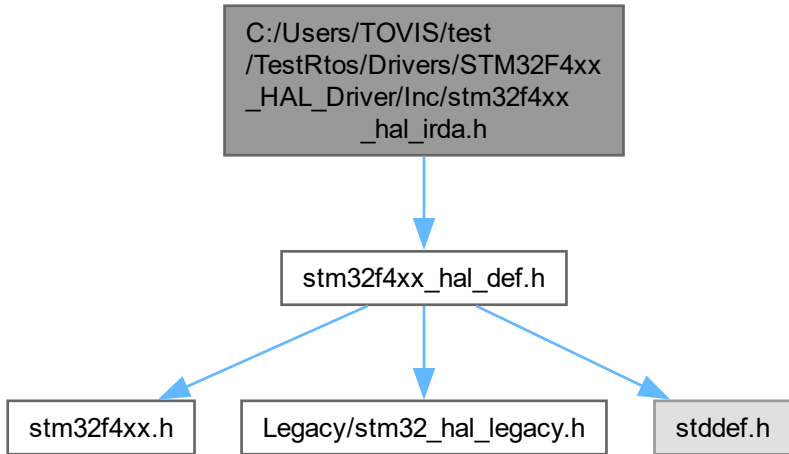 C:/Users/TOVIS/test
/TestRtos/Drivers/STM32F4xx
_HAL_Driver/Inc/stm32f4xx
_hal_irda.h
stm32f4xx_hal_def.h
stm32f4xx.h
Legacy/stm32_hal_legacy.h
stddef.h